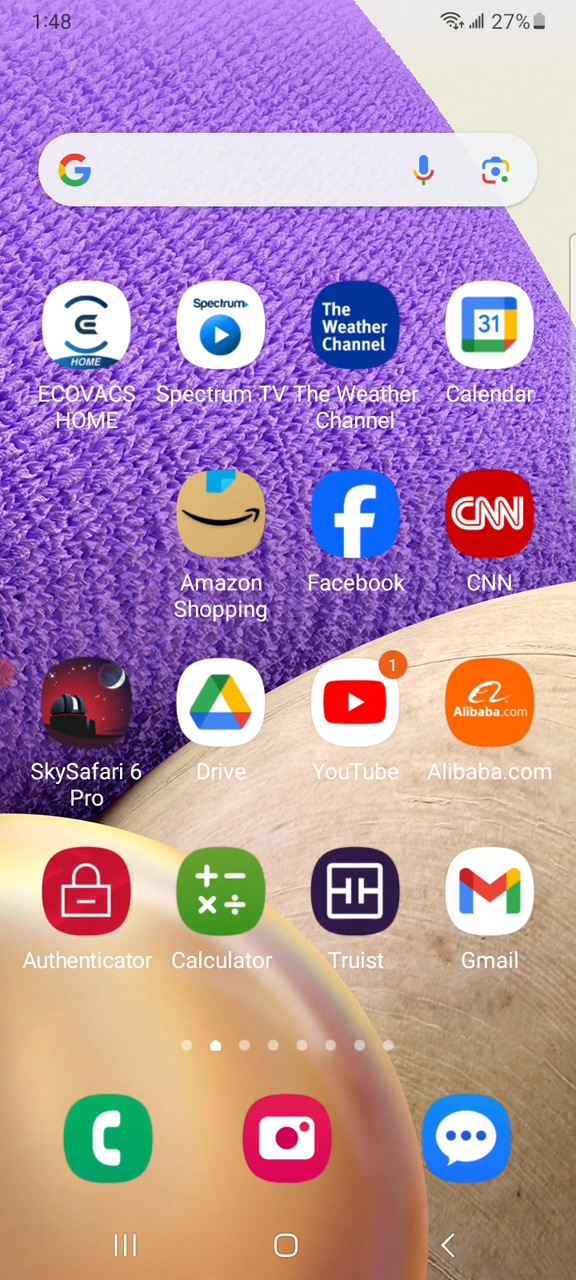 1:48 27%
G
HOME
Spectrum
The
Weather
Channel
31
ECOVACS
HOME
Spectrum TV
The Weather
Channel
Calendar
CNN
Amazon
Shopping
Facebook
CNN
1
Alibaba.com
SkySafari 6
Pro
Drive
YouTube
Alibaba.com
Authenticator
Calculator
Truist
Gmail